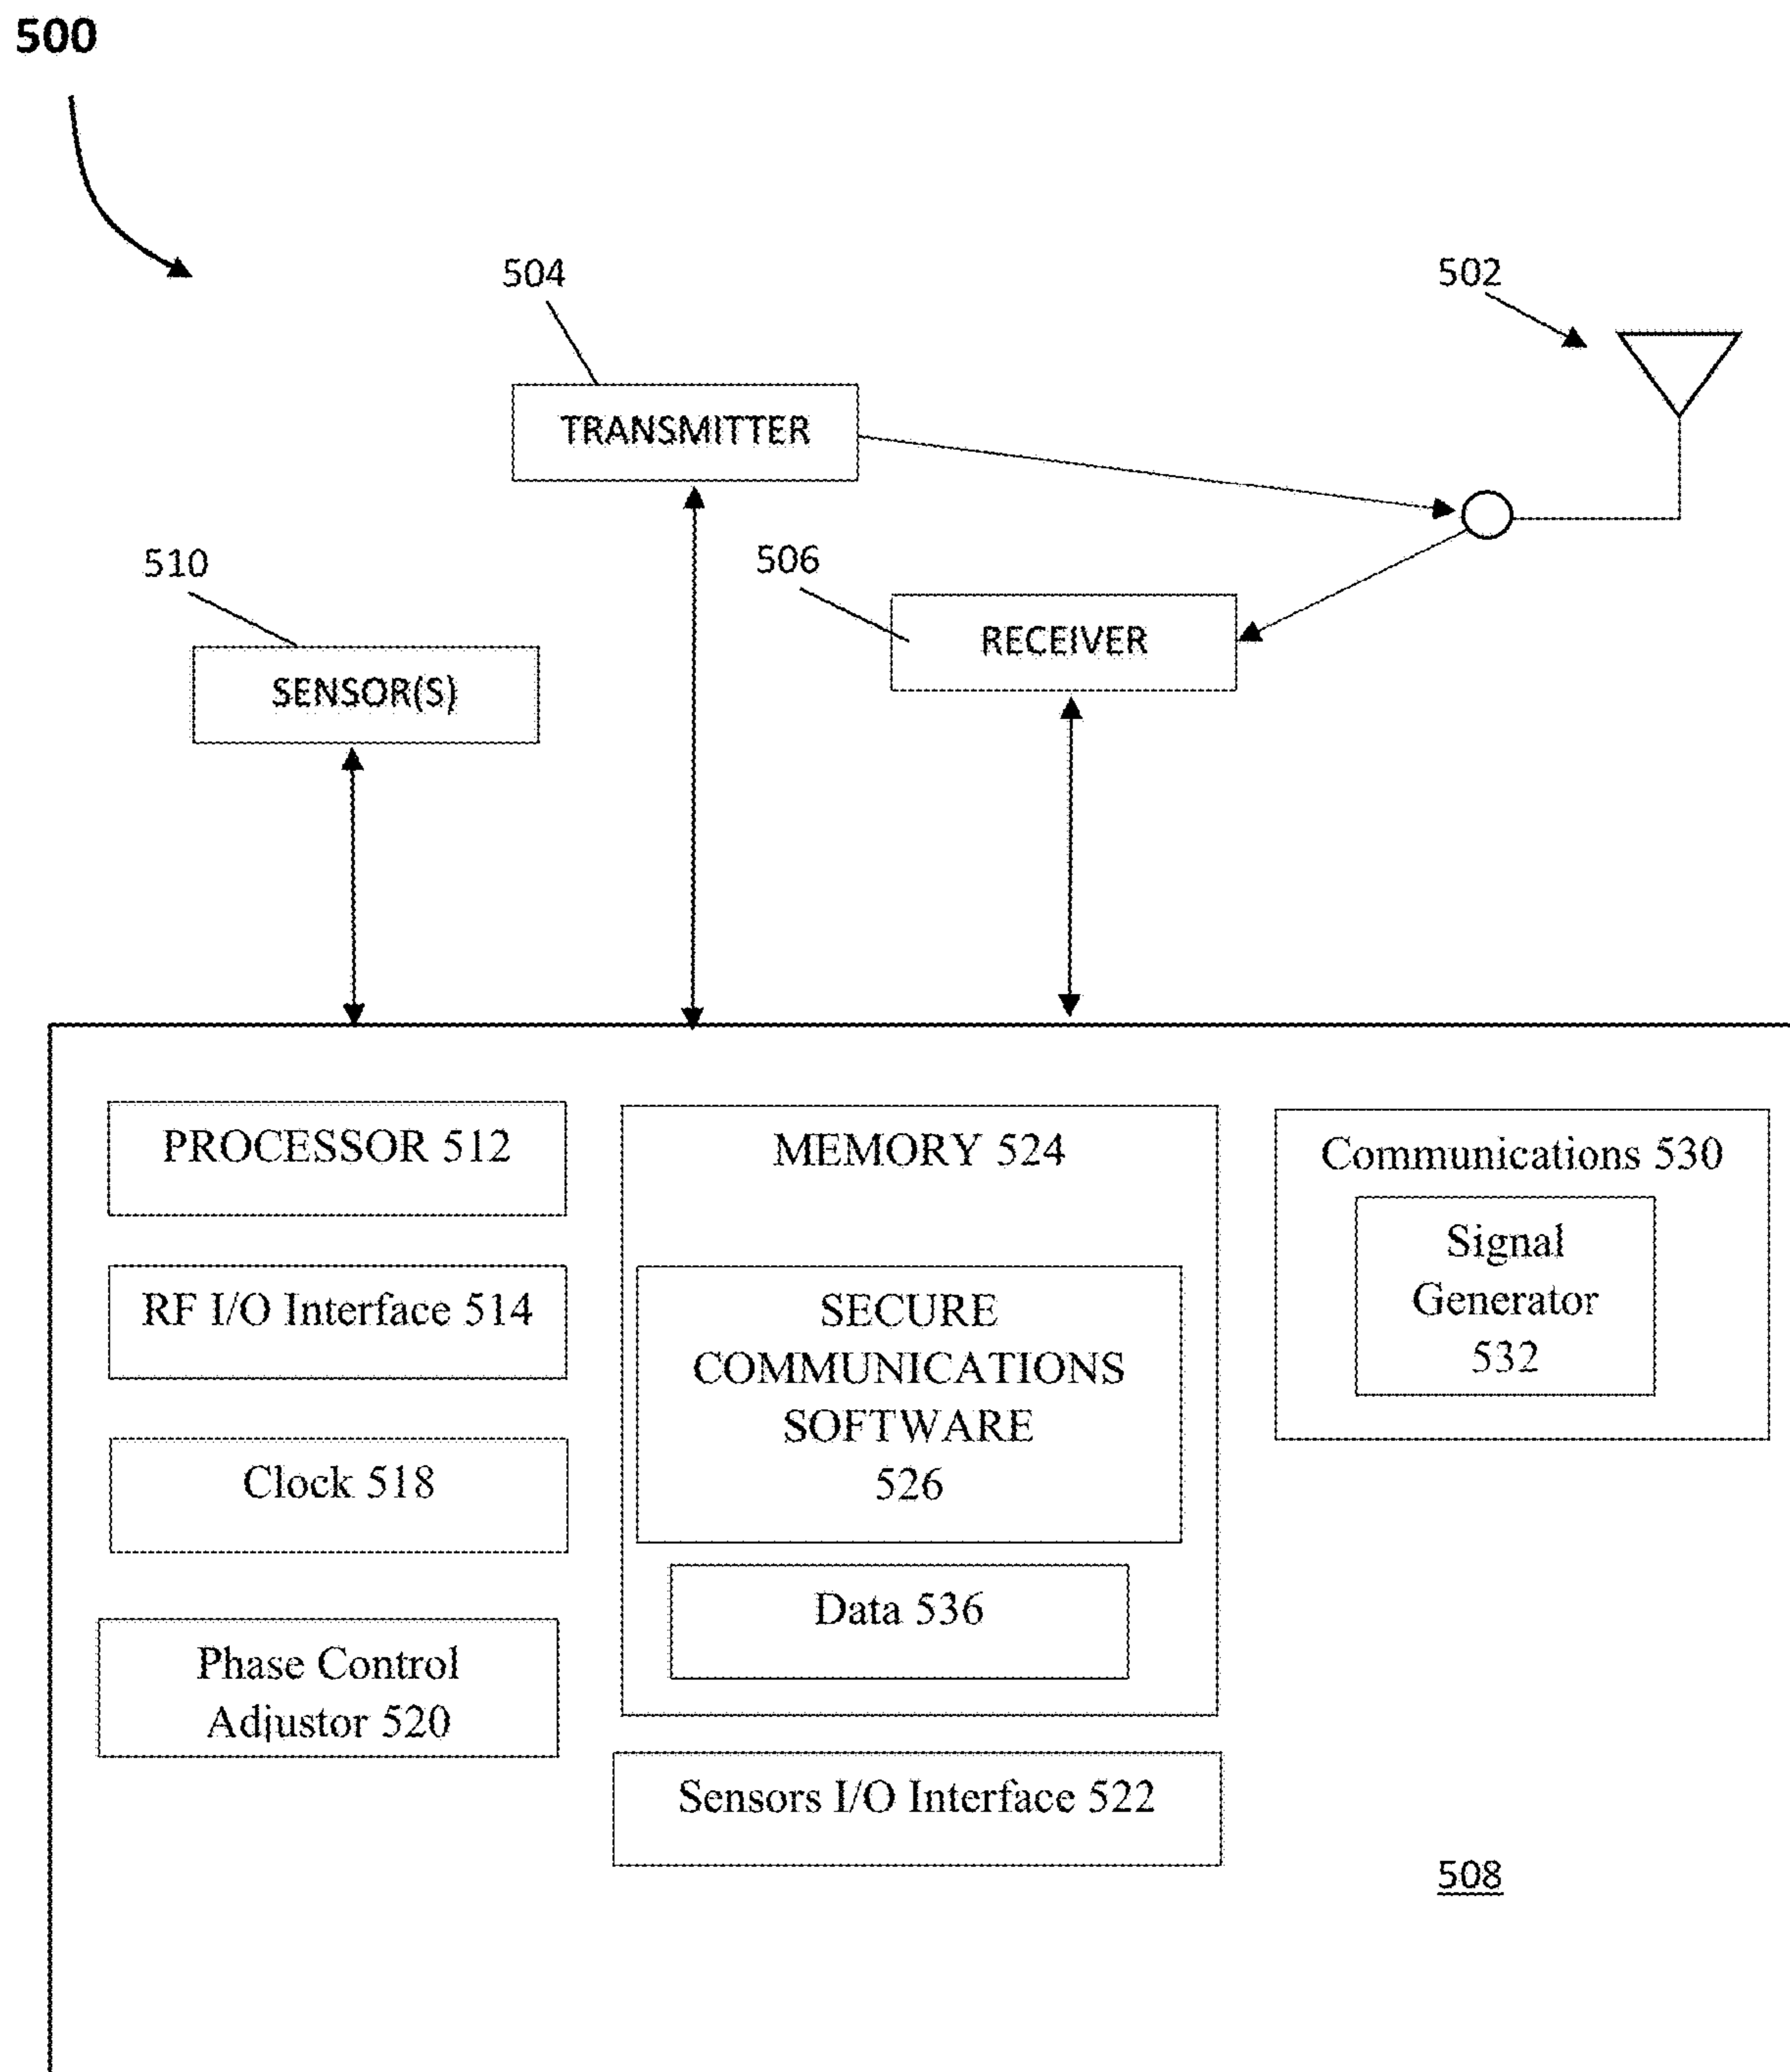 500
504
502
TRANSMITTER
510
506
RECEIVER
SENSOR(S)
PROCESSOR 512
RF I/O Interface 514
Clock 518
Phase Control
Adjustor 520
MEMORY 524
SECURE
COMMUNICATIONS
SOFTWARE
526
Data 536
Sensors I/O Interface 522
Communications 530
Signal
Generator
532
508